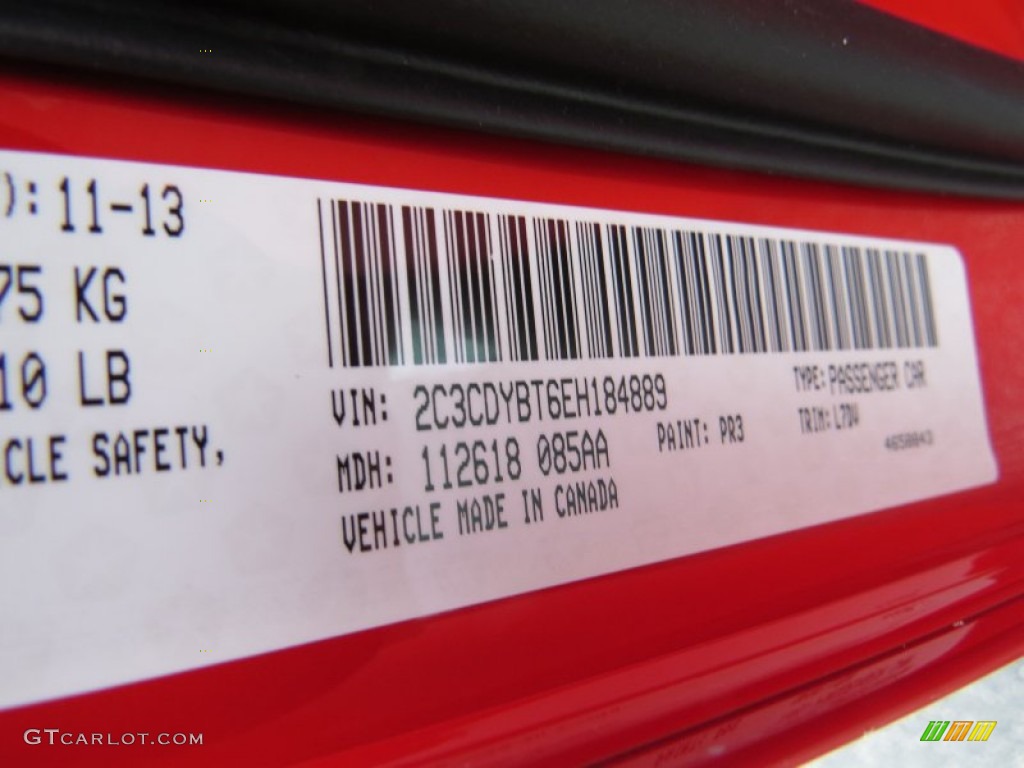 ): 11-13
75 KG
10 LB
CLE SAFETY,
VIN: 2C3CDYBT6EH184889
TYPE: PASSENGER CAR
MDH: 112618 085AA
PAINT: PR3
TRIM: L7DV
VEHICLE MADE IN CANADA
GTCARLOT.COM